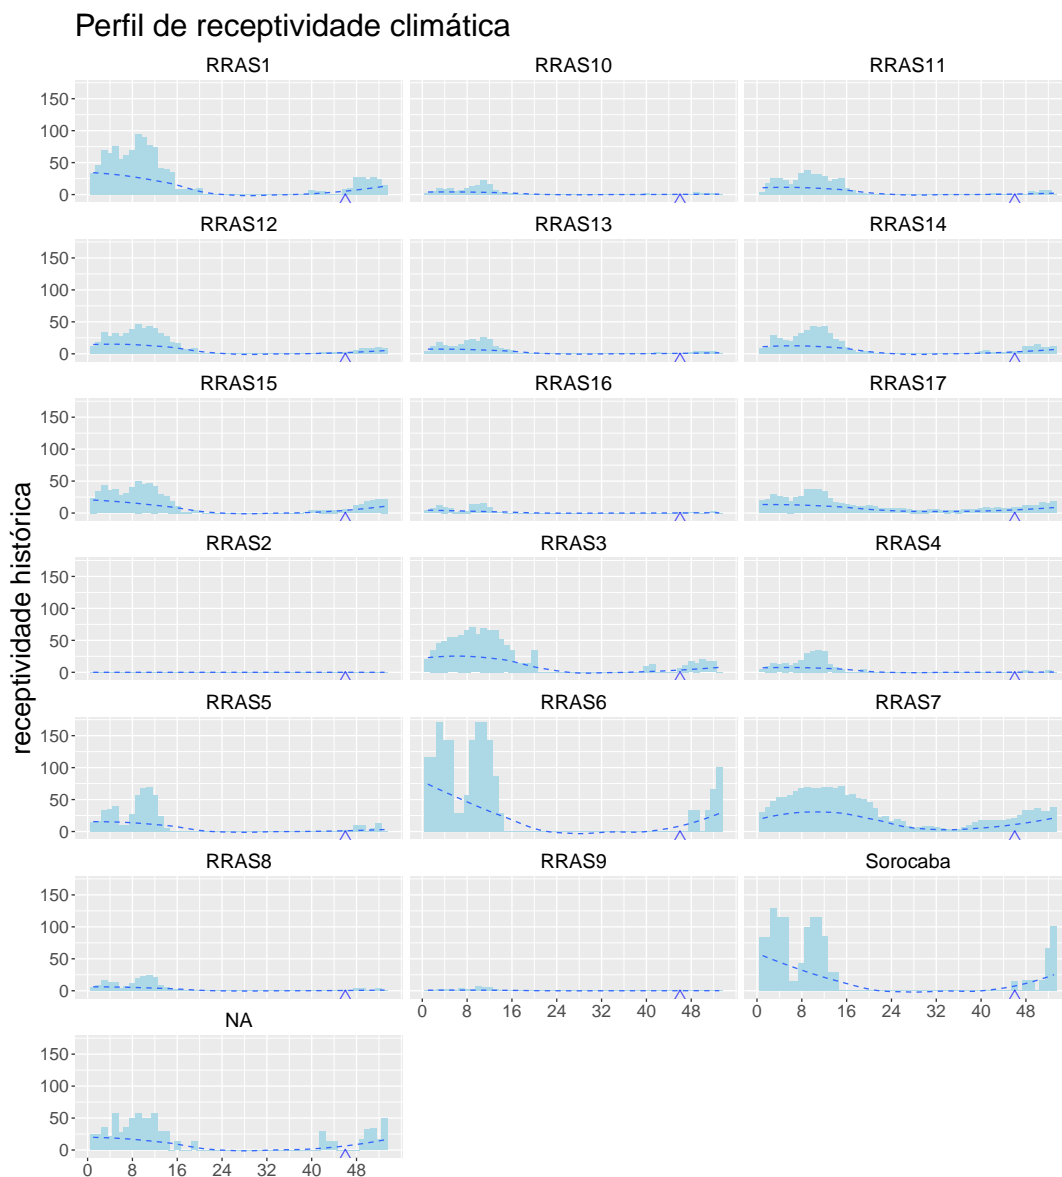 Perfil de receptividade climática
RRAS1 RRAS10 RRAS11
150
100
50
0
RRAS12 RRAS13 RRAS14
150
100
50
0
RRAS15 RRAS16 RRAS17
150
100
50
0
receptividade histórica
RRAS2 RRAS3 RRAS4
150
100
50
0
RRAS5 RRAS6 RRAS7
150
100
50
0
RRAS8 RRAS9 Sorocaba
150
100
50
0
0 8 16 24 32 40 48 0 8 16 24 32 40 48
NA
150
100
50
0
0 8 16 24 32 40 48